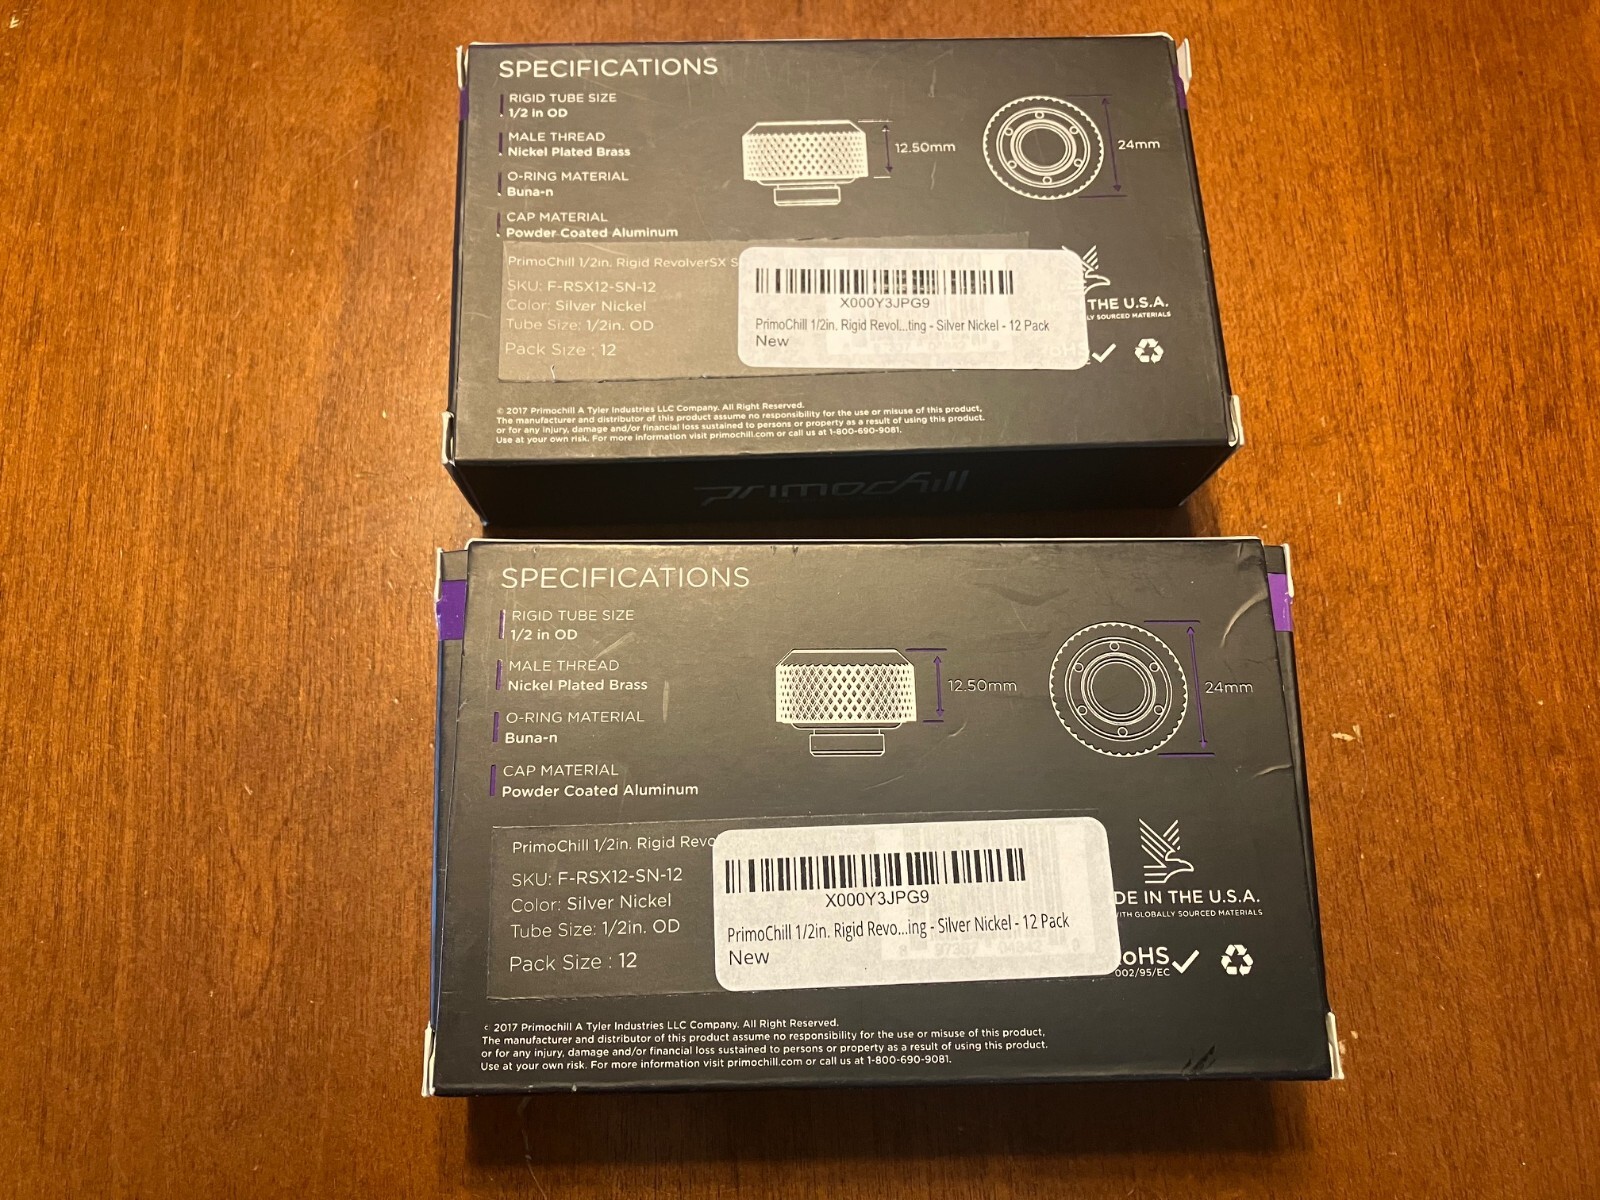 SPECIFICATIONS
RIGID TUBE SIZE
1/2 in OD
MALE THREAD
Nickel Plated Brass
O-RING MATERIAL
Buna-n
CAP MATERIAL
Powder Coated Aluminum
12.50mm
24mm
PrimoChill 1/2in. Rigid RevolverSX S
SKU: F-RSX12-SN-12
Color: Silver Nickel
Tube Size: 1/2in. OD
Pack Size : 12
X000Y3JPG9
PrimoChill 1/2in. Rigid Revol...ting - Silver Nickel - 12 Pack
New
THE U.S.A.
LY SOURCED MATERIALS
© 2017 Primochill A Tyler Industries LLC Company. All Right Reserved.
The manufacturer and distributor of this product assume no responsibility for the use or misuse of this product,
or for any injury, damage and/or financial loss sustained to persons or property as a result of using this product.
Use at your own risk. For more information visit primochill.com or call us at 1-800-690-9081.
primochill
SPECIFICATIONS
RIGID TUBE SIZE
1/2 in OD
MALE THREAD
Nickel Plated Brass
O-RING MATERIAL
Buna-n
CAP MATERIAL
Powder Coated Aluminum
12.50mm
24mm
PrimoChill 1/2in. Rigid Revo
SKU: F-RSX12-SN-12
Color: Silver Nickel
Tube Size: 1/2in. OD
Pack Size : 12
X000Y3JPG9
PrimoChill 1/2in. Rigid Revo...ing - Silver Nickel - 12 Pack
New
DE IN THE U.S.A.
ITH GLOBALLY SOURCED MATERIALS
oHS
002/95/EC
c 2017 Primochill A Tyler Industries LLC Company. All Right Reserved.
The manufacturer and distributor of this product assume no responsibility for the use or misuse of this product,
or for any injury, damage and/or financial loss sustained to persons or property as a result of using this product.
Use at your own risk. For more information visit primochill.com or call us at 1-800-690-9081.